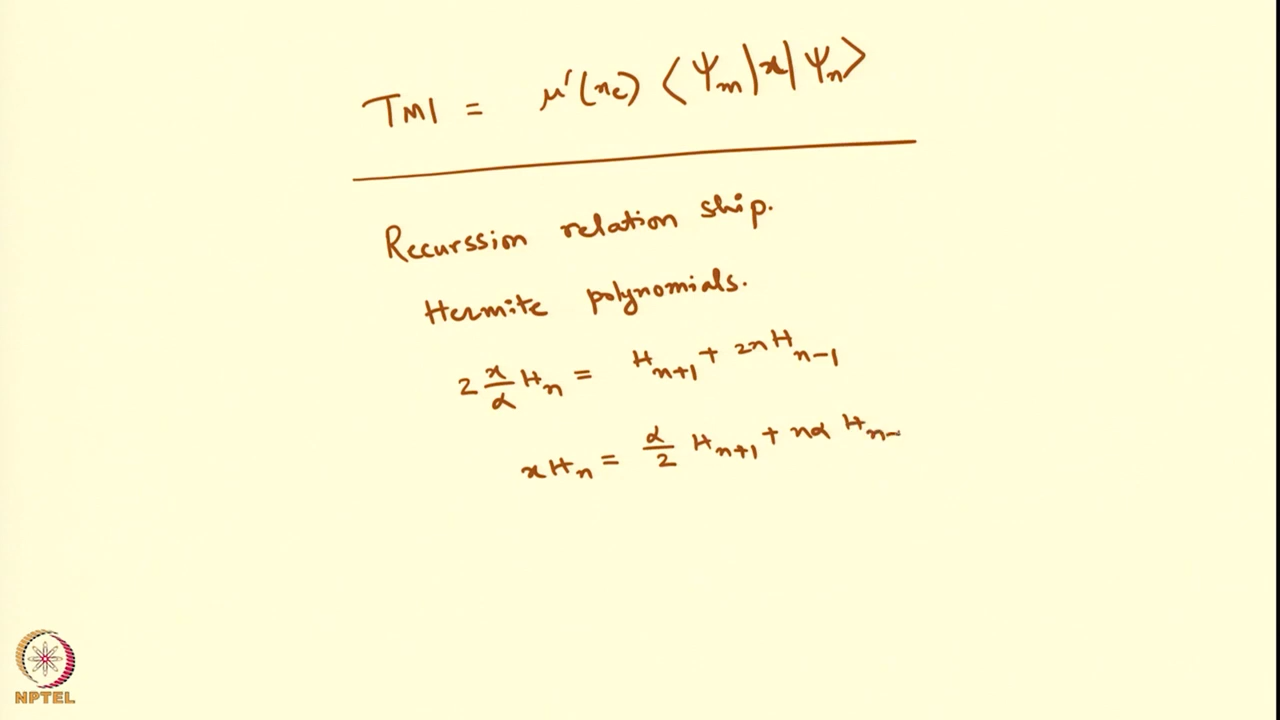 TMI = μ'(x_e) ⟨Ψ_m|x|Ψ_n⟩
Recurssion relation ship.
Hermite polynomials.
2 x/α H_n = H_{n+1} + 2n H_{n-1}
x H_n = α/2 H_{n+1} + nα H_{n-
NPTEL